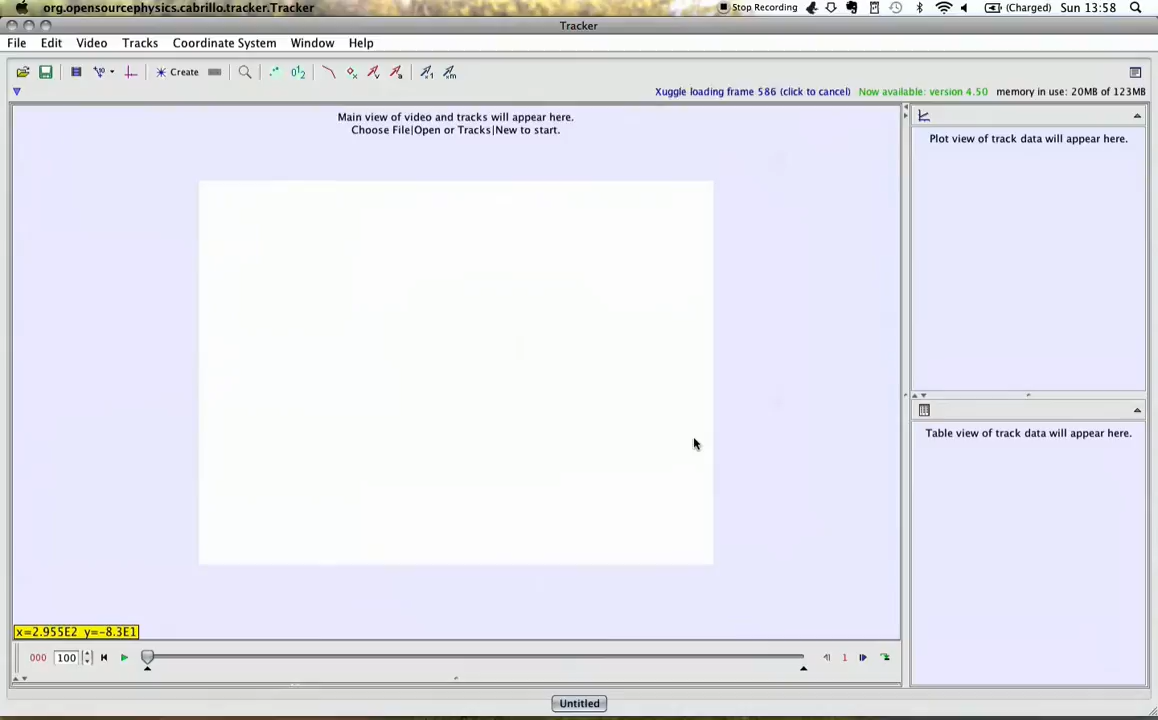 org.opensourcephysics.cabrillo.tracker.Tracker Stop Recording (Charged) Sun 13:58
Tracker
File Edit Video Tracks Coordinate System Window Help
Create
Xuggle loading frame 586 (click to cancel) Now available: version 4.50 memory in use: 20MB of 123MB
Main view of video and tracks will appear here.
Choose File|Open or Tracks|New to start.
Plot view of track data will appear here.
Table view of track data will appear here.
x=2.955E2 y=-8.3E1
000 100 1
Untitled